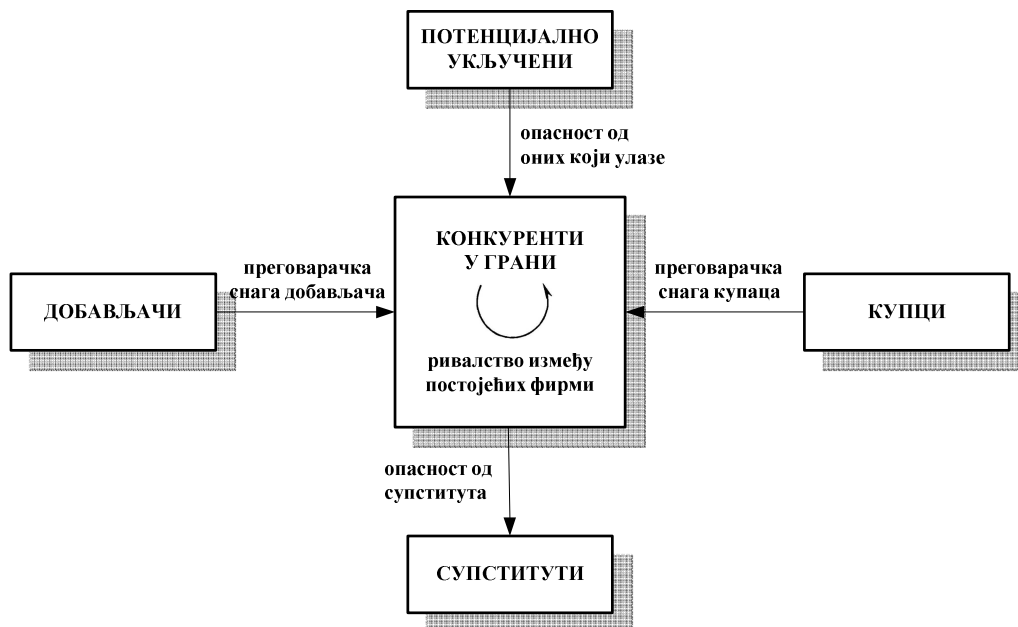 ПОТЕНЦИЈАЛНО
УКЉУЧЕНИ
опасност од
оних који улазе
КОНКУРЕНТИ
У ГРАНИ
преговарачка
снага добављача
преговарачка
снага купаца
ДОБАВЉАЧИ
КУПЦИ
ривалство између
постојећих фирми
опасност од
супститута
СУПСТИТУТИ